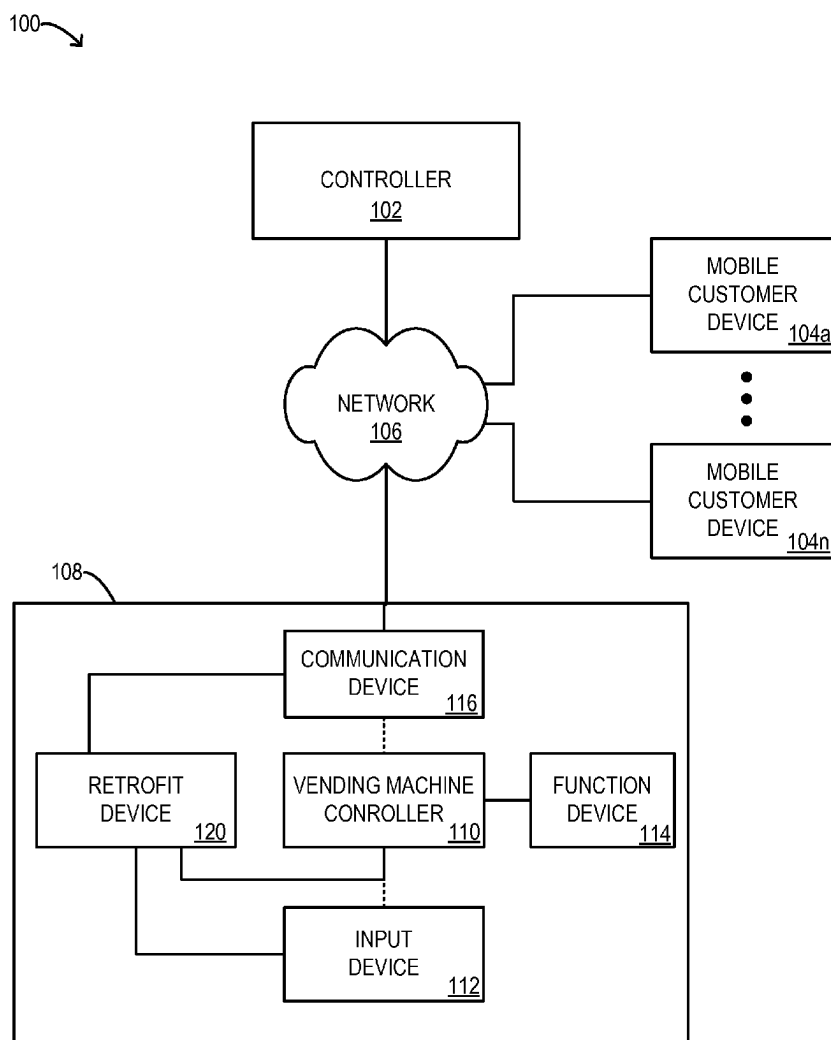 100
CONTROLLER
102
MOBILE
CUSTOMER
DEVICE
104a
NETWORK
106
MOBILE
CUSTOMER
DEVICE
104n
108
COMMUNICATION
DEVICE
116
RETROFIT
DEVICE
120
VENDING MACHINE
CONROLLER
110
FUNCTION
DEVICE
114
INPUT
DEVICE
112